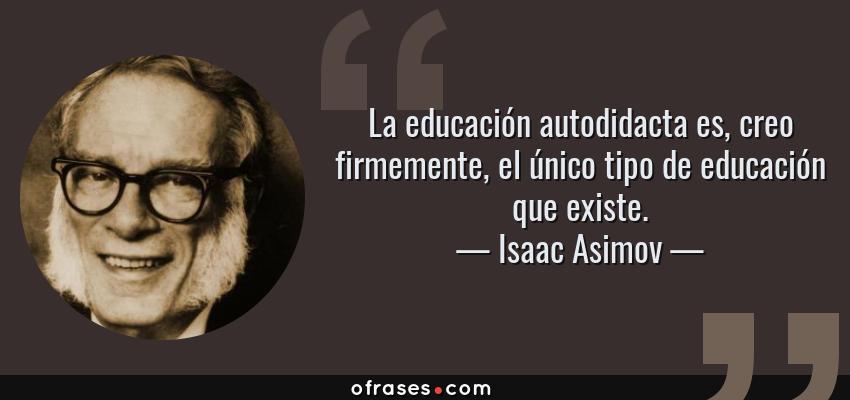 La educación autodidacta es, creo
firmemente, el único tipo de educación
que existe.
— Isaac Asimov —
ofrases.com